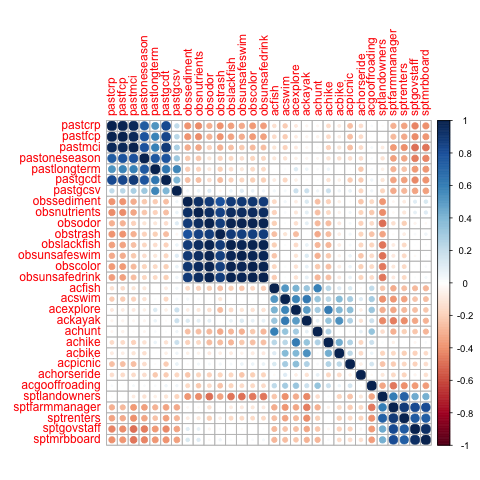 pastcrp
pastfcp
pastmci
pastoneseason
pastlongterm
pastgcdt
pastgcsv
obssediment
obsnutrients
obsodor
obstrash
obslackfish
obsunsafeswim
obscolor
obsunsafedrink
acfish
acswim
acexplore
ackayak
achunt
achike
acbike
acpicnic
achorseride
acgooffroading
sptlandowners
sptfarmmanager
sptrenters
sptgovstaff
sptmrbboard
pastcrp
pastfcp
pastmci
pastoneseason
pastlongterm
pastgcdt
pastgcsv
obssediment
obsnutrients
obsodor
obstrash
obslackfish
obsunsafeswim
obscolor
obsunsafedrink
acfish
acswim
acexplore
ackayak
achunt
achike
acbike
acpicnic
achorseride
acgooffroading
sptlandowners
sptfarmmanager
sptrenters
sptgovstaff
sptmrbboard
1
0.8
0.6
0.4
0.2
0
-0.2
-0.4
-0.6
-0.8
-1